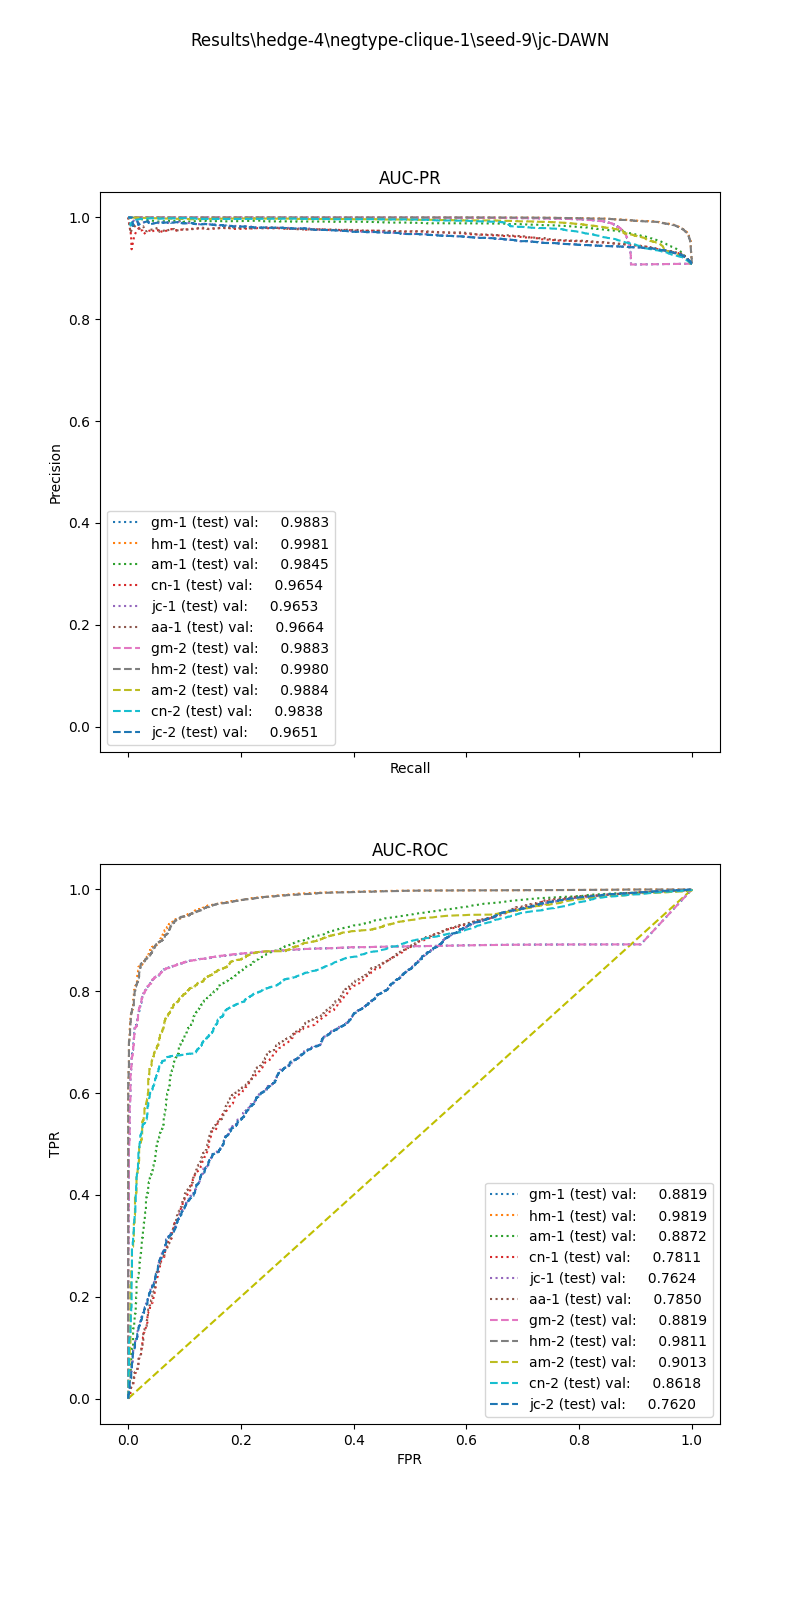 Results\hedge-4\negtype-clique-1\seed-9\jc-DAWN
AUC-PR
1.0
0.8
0.6
0.4
0.2
0.0
Precision
gm-1 (test) val: 0.9883
hm-1 (test) val: 0.9981
am-1 (test) val: 0.9845
cn-1 (test) val: 0.9654
jc-1 (test) val: 0.9653
aa-1 (test) val: 0.9664
gm-2 (test) val: 0.9883
hm-2 (test) val: 0.9980
am-2 (test) val: 0.9884
cn-2 (test) val: 0.9838
jc-2 (test) val: 0.9651
Recall
AUC-ROC
1.0
0.8
0.6
0.4
0.2
0.0
TPR
gm-1 (test) val: 0.8819
hm-1 (test) val: 0.9819
am-1 (test) val: 0.8872
cn-1 (test) val: 0.7811
jc-1 (test) val: 0.7624
aa-1 (test) val: 0.7850
gm-2 (test) val: 0.8819
hm-2 (test) val: 0.9811
am-2 (test) val: 0.9013
cn-2 (test) val: 0.8618
jc-2 (test) val: 0.7620
0.0 0.2 0.4 0.6 0.8 1.0
FPR